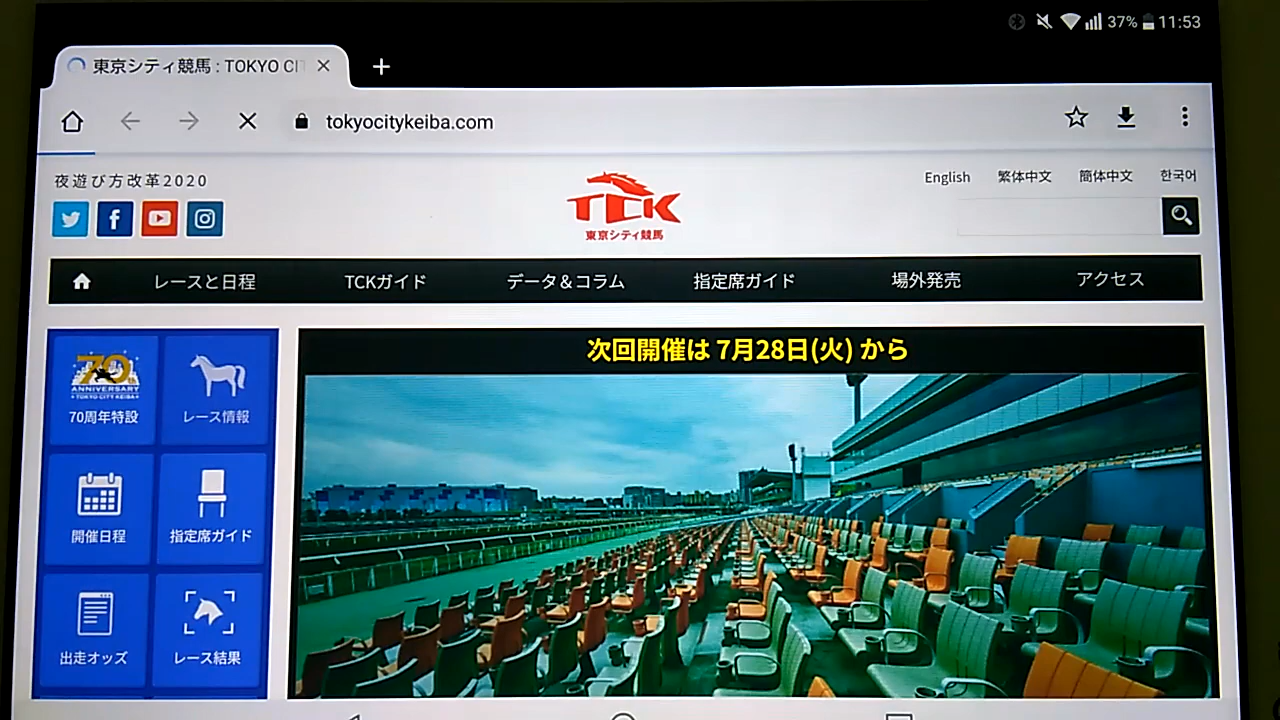 37% 11:53
東京シティ競馬 : TOKYO CI
tokyocitykeiba.com
夜遊び方改革2020
English 繁体中文 簡体中文 한국어
TCK
東京シティ競馬
レースと日程 TCKガイド データ&コラム 指定席ガイド 場外発売 アクセス
次回開催は 7月28日(火) から
70
ANNIVERSARY
TOKYO CITY KEIBA
70周年特設 レース情報
開催日程 指定席ガイド
出走オッズ レース結果